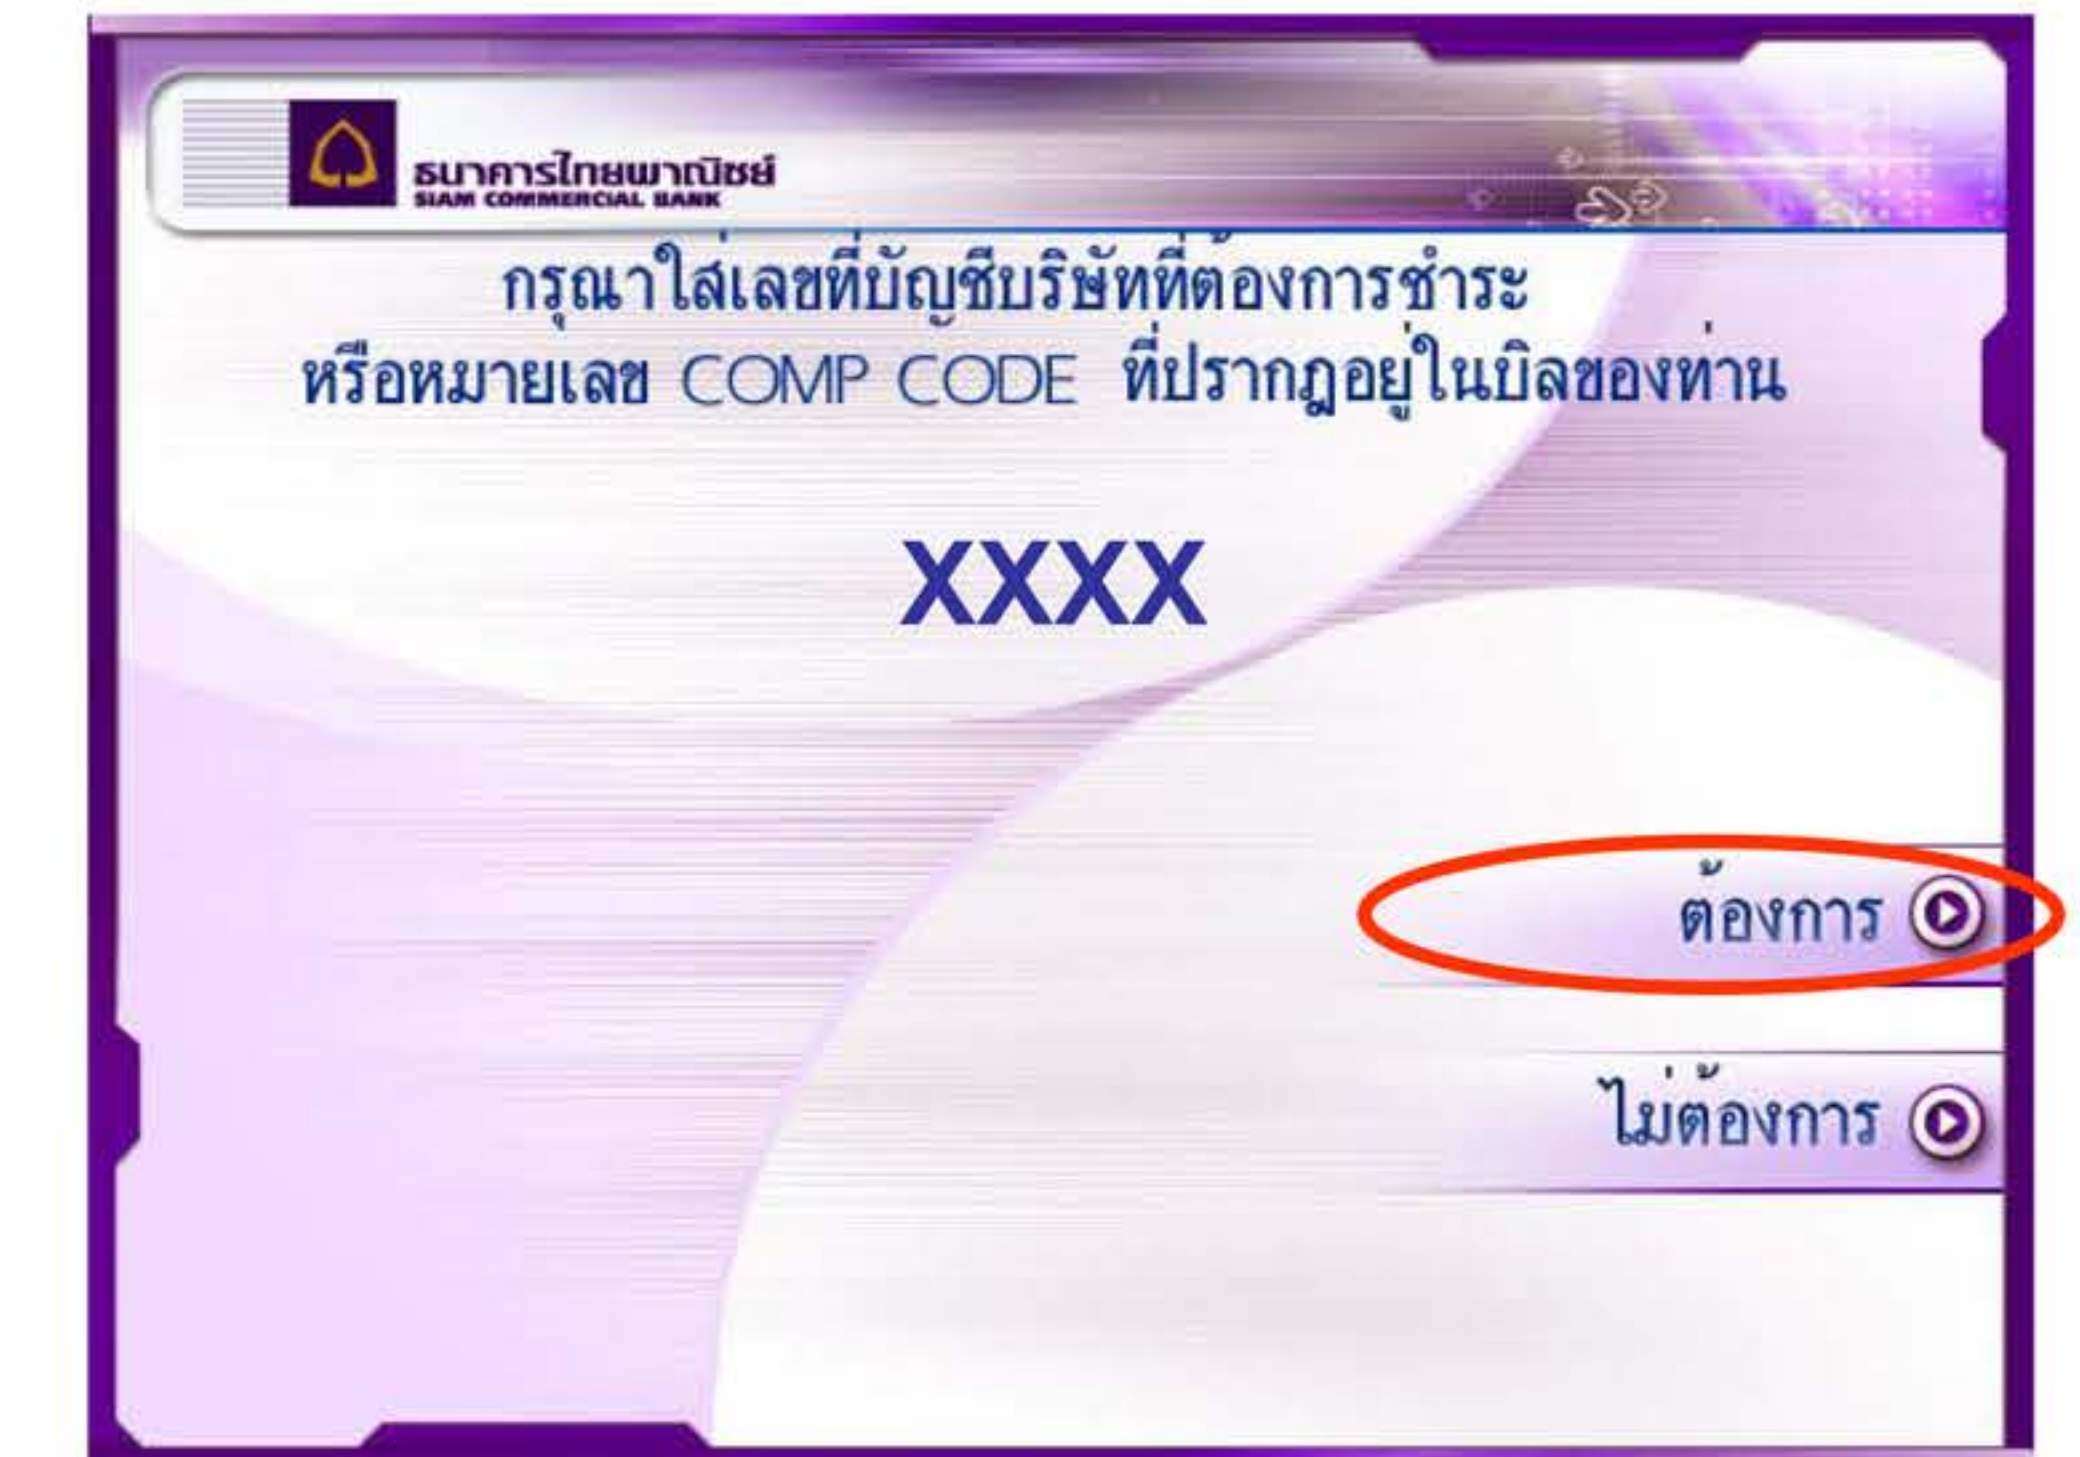 ธนาคารไทยพาณิชย์
SIAM COMMERCIAL BANK
กรุณาใส่เลขที่บัญชีบริษัทที่ต้องการชำระ
หรือหมายเลข COMP CODE ที่ปรากฎอยู่ในบิลของท่าน
XXXX
ต้องการ
ไม่ต้องการ